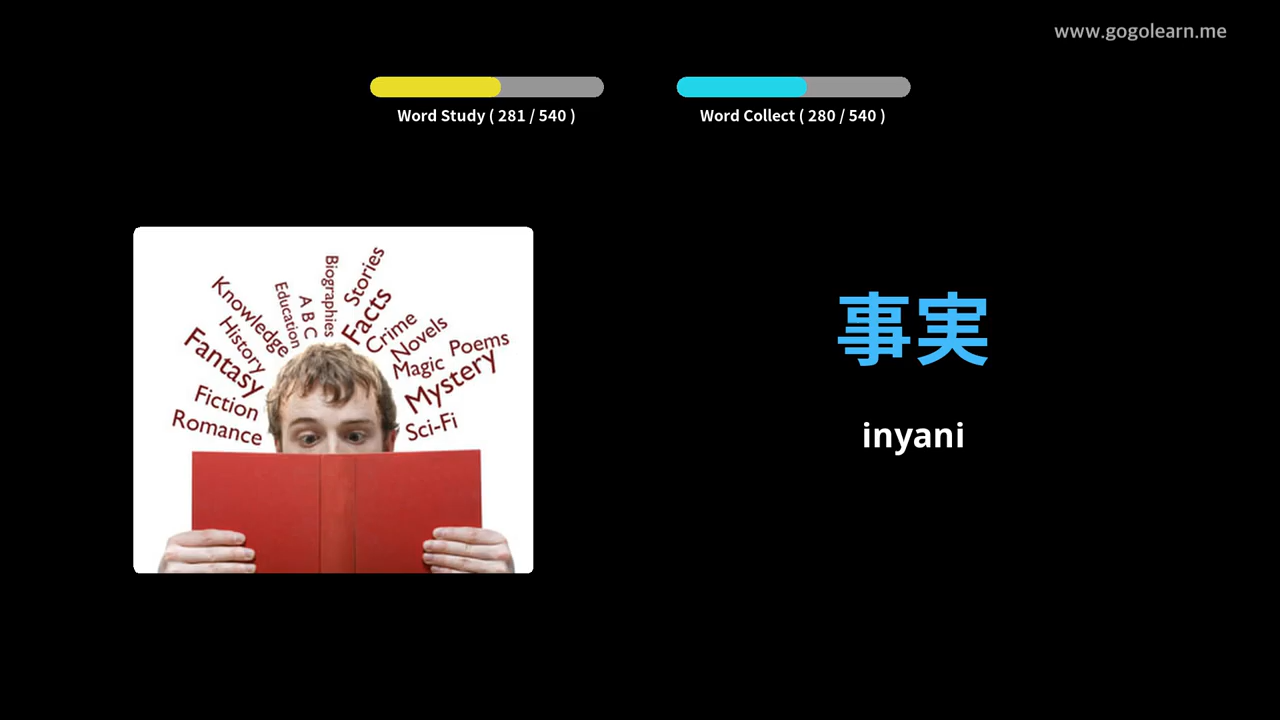 www.gogolearn.me
Word Study ( 281 / 540 )
Word Collect ( 280 / 540 )
Knowledge
History
Fantasy
Fiction
Romance
Education
A B C
Biographies
Stories
Facts
Crime
Novels
Magic
Poems
Mystery
Sci-Fi
事実
inyani